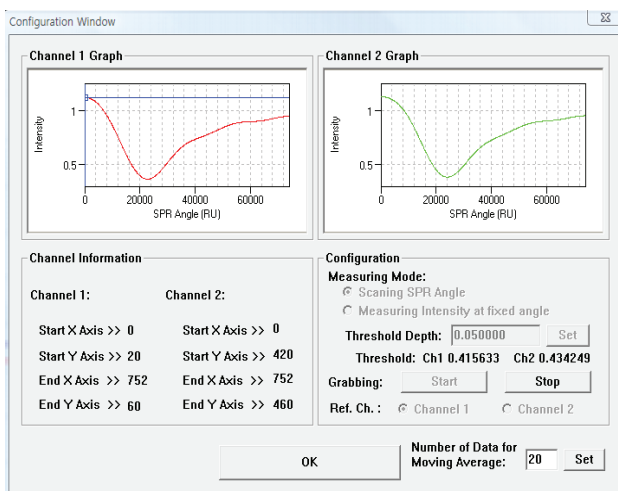 Configuration Window
Channel 1 Graph
Intensity
1
0.5
0
20000
40000
60000
SPR Angle (RU)
Channel 2 Graph
Intensity
1
0.5
0
20000
40000
60000
SPR Angle (RU)
Channel Information
Channel 1:
Start X Axis >> 0
Start Y Axis >> 20
End X Axis >> 752
End Y Axis >> 60
Channel 2:
Start X Axis >> 0
Start Y Axis >> 420
End X Axis >> 752
End Y Axis >> 460
Configuration
Measuring Mode:
Scaning SPR Angle
Measuring Intensity at fixed angle
Threshold Depth: 0.050000 Set
Threshold: Ch1 0.415633 Ch2 0.434249
Grabbing: Start Stop
Ref. Ch. : Channel 1 Channel 2
OK
Number of Data for
Moving Average: 20 Set